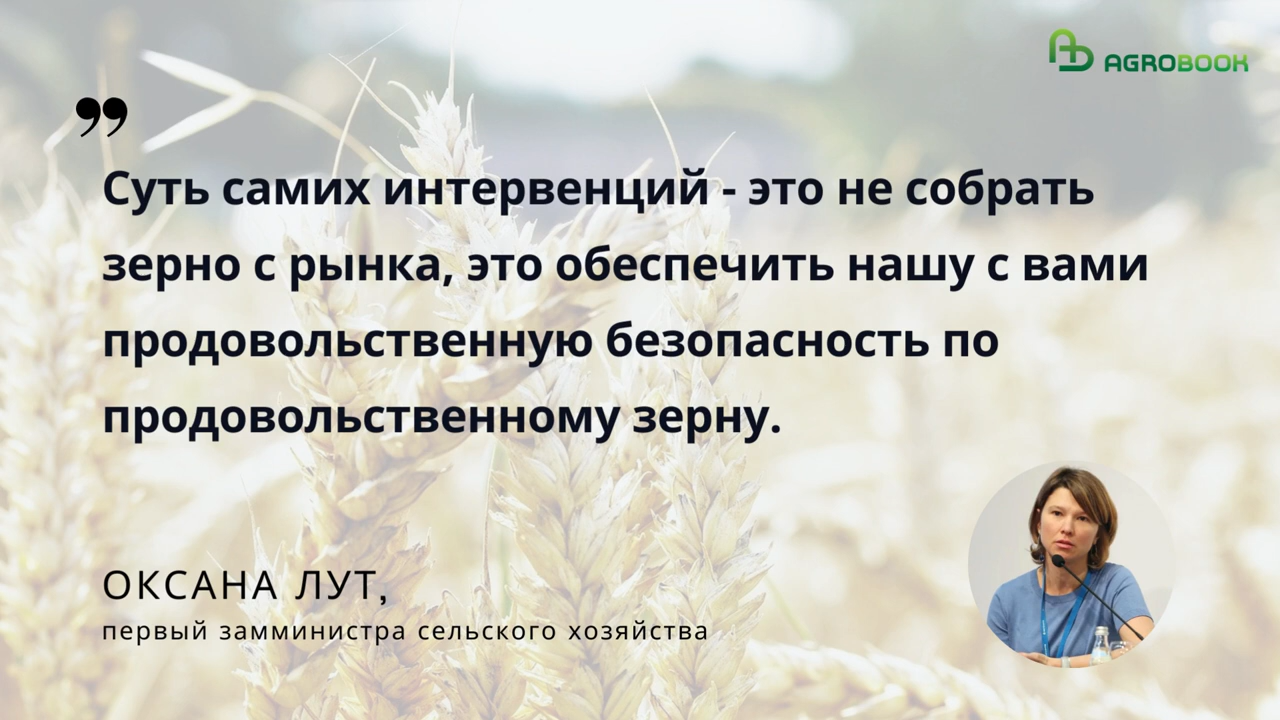 AGROBOOK
”
Суть самих интервенций - это не собрать
зерно с рынка, это обеспечить нашу с вами
продовольственную безопасность по
продовольственному зерну.
ОКСАНА ЛУТ,
первый замминистра сельского хозяйства